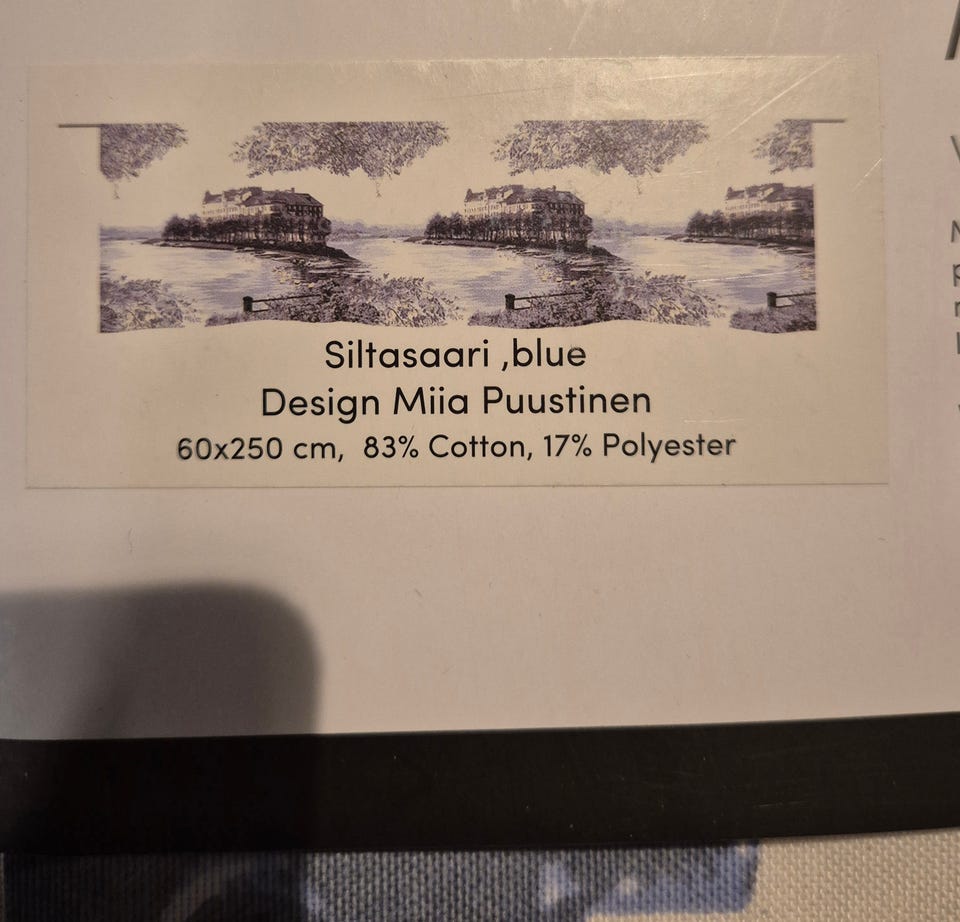 Siltasaari ,blue
Design Miia Puustinen
60x250 cm, 83% Cotton, 17% Polyester